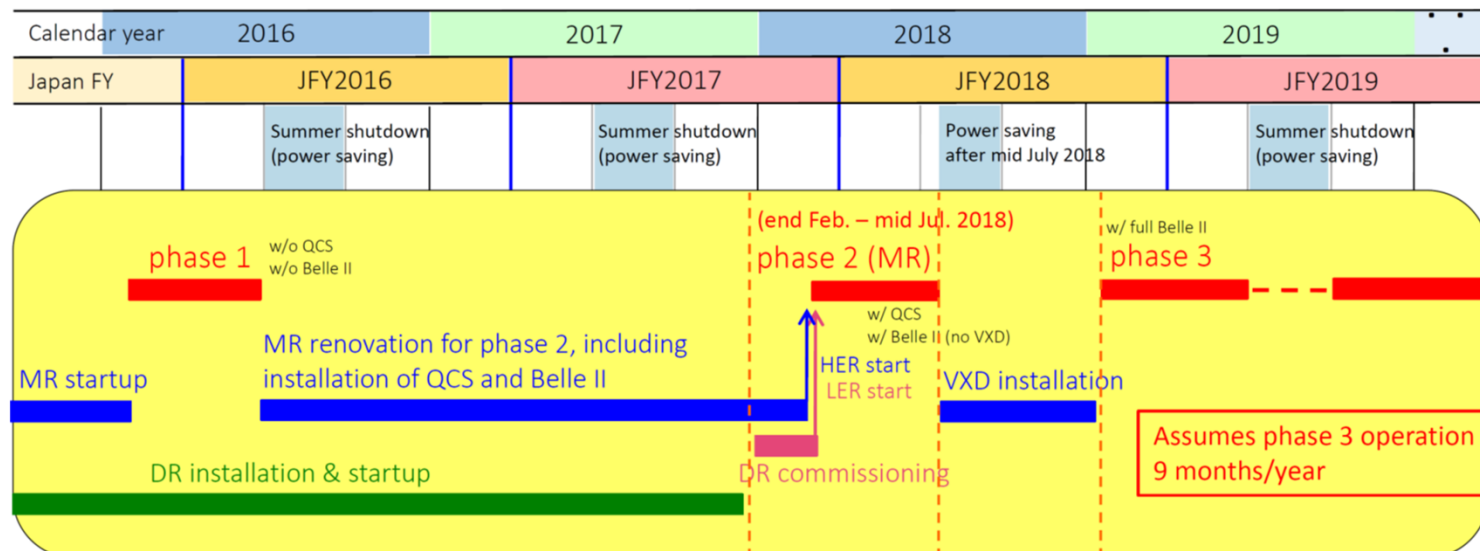 Calendar year 2016 2017 2018 2019
Japan FY JFY2016 JFY2017 JFY2018 JFY2019
Summer shutdown
(power saving)
Summer shutdown
(power saving)
Power saving
after mid July 2018
Summer shutdown
(power saving)
(end Feb. – mid Jul. 2018)
phase 1
w/o QCS
w/o Belle II
phase 2 (MR)
w/ full Belle II
phase 3
w/ QCS
w/ Belle II (no VXD)
MR startup
MR renovation for phase 2, including
installation of QCS and Belle II
HER start
LER start
VXD installation
DR installation & startup
DR commissioning
Assumes phase 3 operation
9 months/year